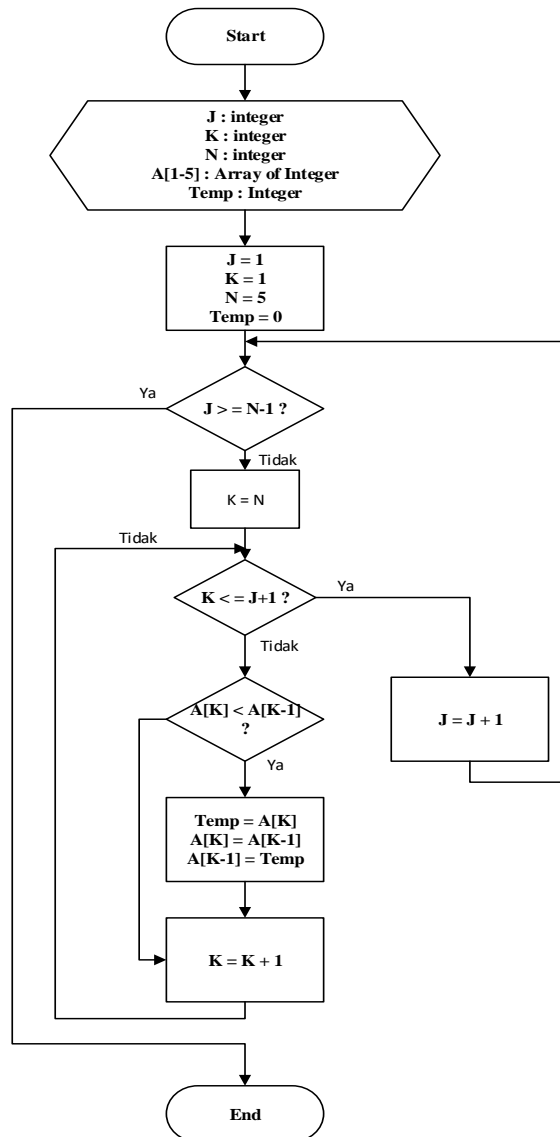 Start
J : integer
K : integer
N : integer
A[1-5] : Array of Integer
Temp : Integer
J = 1
K = 1
N = 5
Temp = 0
Ya
J > = N-1 ?
Tidak
K = N
Tidak
K < = J+1 ?
Ya
Tidak
A[K] < A[K-1]
?
J = J + 1
Ya
Temp = A[K]
A[K] = A[K-1]
A[K-1] = Temp
K = K + 1
End